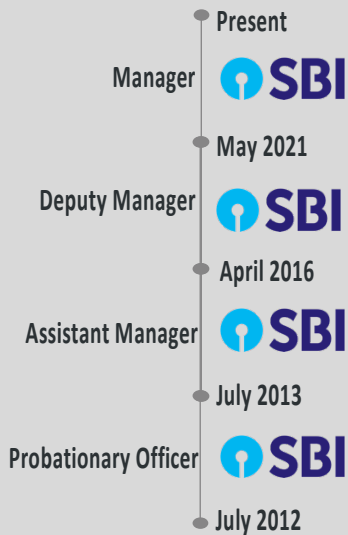 Present
Manager SBI
May 2021
Deputy Manager SBI
April 2016
Assistant Manager SBI
July 2013
Probationary Officer SBI
July 2012